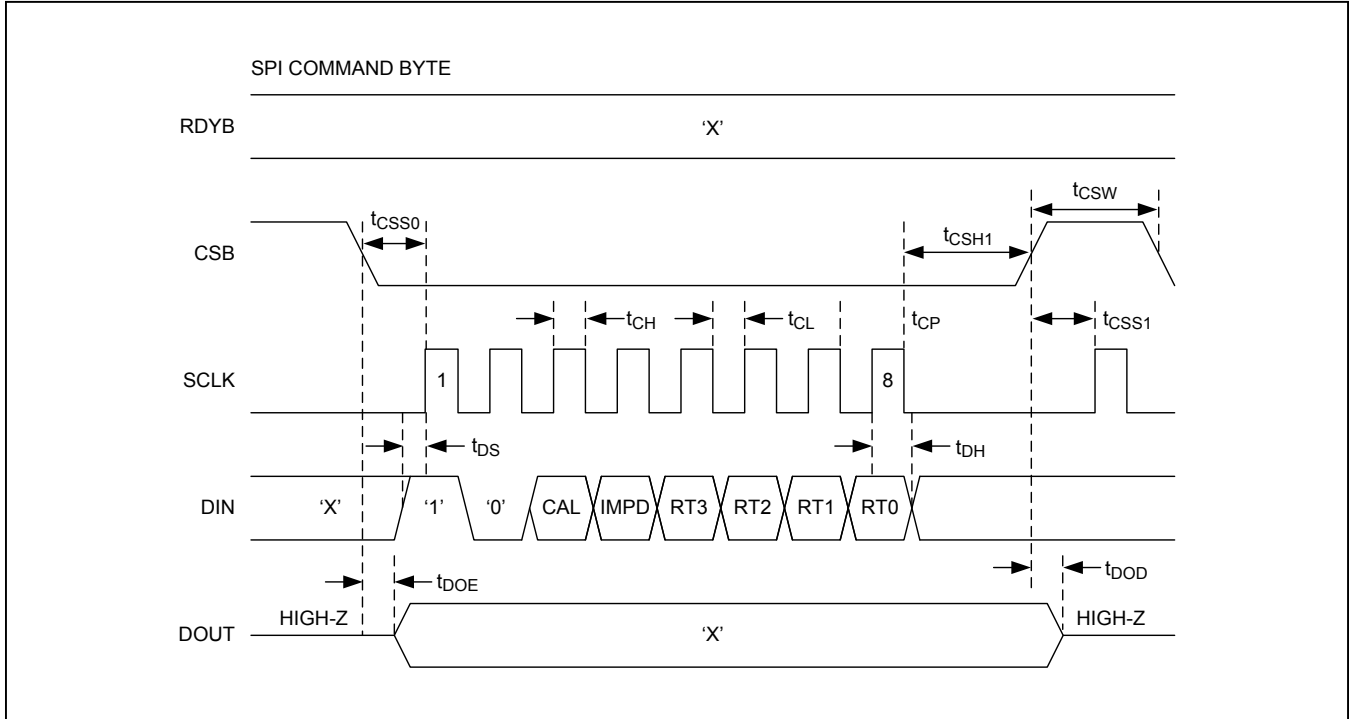 SPI COMMAND BYTE
RDYB ‘X’
tCSW
tCSS0
tCSH1
CSB
tCH tCL tCP tCSS1
SCLK 1 8
tDS tDH
DIN ‘X’ ‘1’ ‘0’ CAL IMPD RT3 RT2 RT1 RT0
tDOE tDOD
HIGH-Z HIGH-Z
DOUT ‘X’